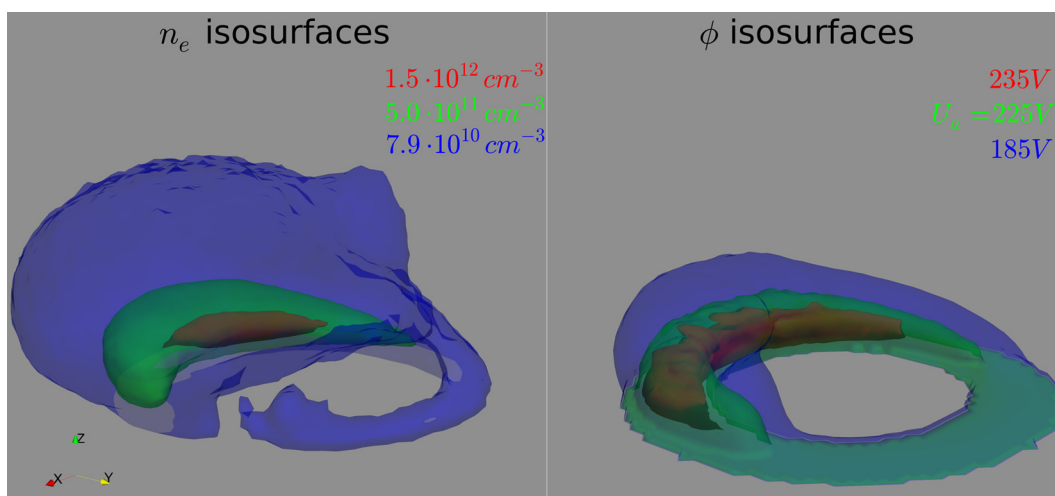 n_e isosurfaces
1.5·10^12 cm^−3
5.0·10^11 cm^−3
7.9·10^10 cm^−3
Z
X
Y
ϕ isosurfaces
235V
U_a =225V
185V